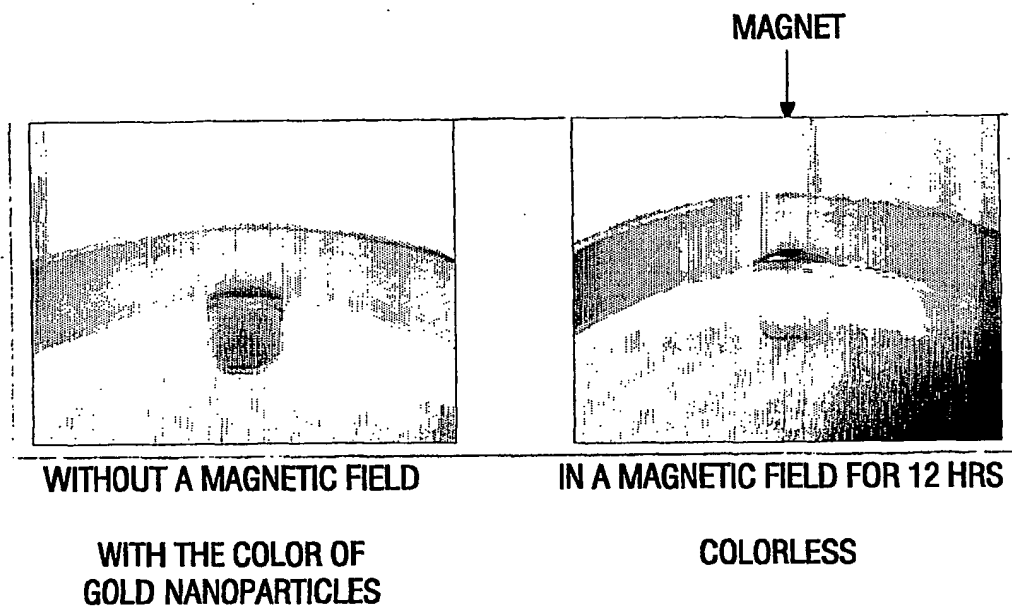 MAGNET
WITHOUT A MAGNETIC FIELD
IN A MAGNETIC FIELD FOR 12 HRS
WITH THE COLOR OF
GOLD NANOPARTICLES
COLORLESS